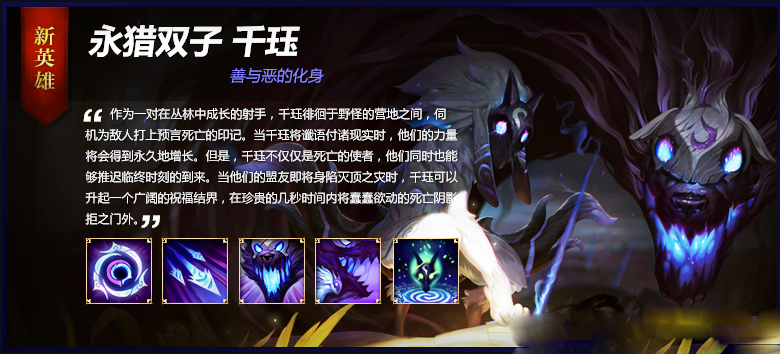 新英雄
永猎双子 千珏
善与恶的化身
“ 作为一对在丛林中成长的射手，千珏徘徊于野怪的营地之间，伺
机为敌人打上预言死亡的印记。当千珏将谶语付诸现实时，他们的力量
将会得到永久地增长。但是，千珏不仅仅是死亡的使者，他们同时也能
够推迟临终时刻的到来。当他们的盟友即将身陷灭顶之灾时，千珏可以
升起一个广阔的祝福结界，在珍贵的几秒时间内将蠢蠢欲动的死亡阴影
拒之门外。”